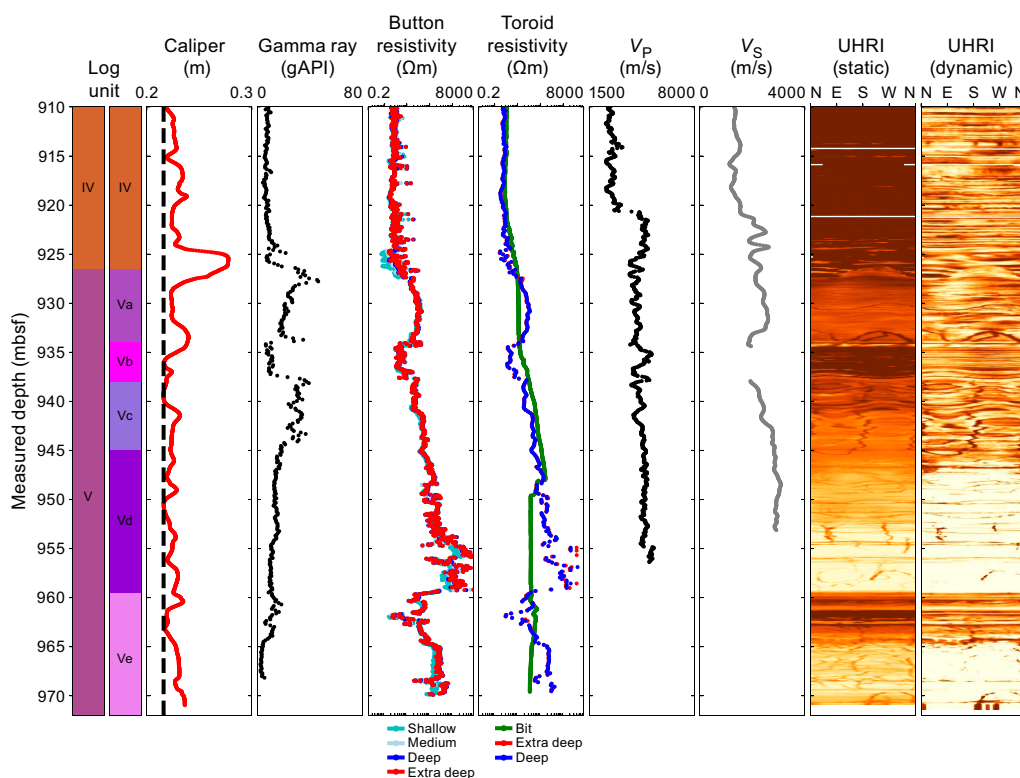 Log
unit
Caliper
(m)
0.2 0.3
Gamma ray
(gAPI)
0 80
Button
resistivity
(Ωm)
0.2 8000
Toroid
resistivity
(Ωm)
0.2 8000
VP
(m/s)
1500 8000
VS
(m/s)
0 4000
UHRI
(static)
N E S W N
UHRI
(dynamic)
N E S W N
Measured depth (mbsf)
910
915
920
925
930
935
940
945
950
955
960
965
970
IV
V
IV
Va
Vb
Vc
Vd
Ve
Shallow
Medium
Deep
Extra deep
Bit
Extra deep
Deep